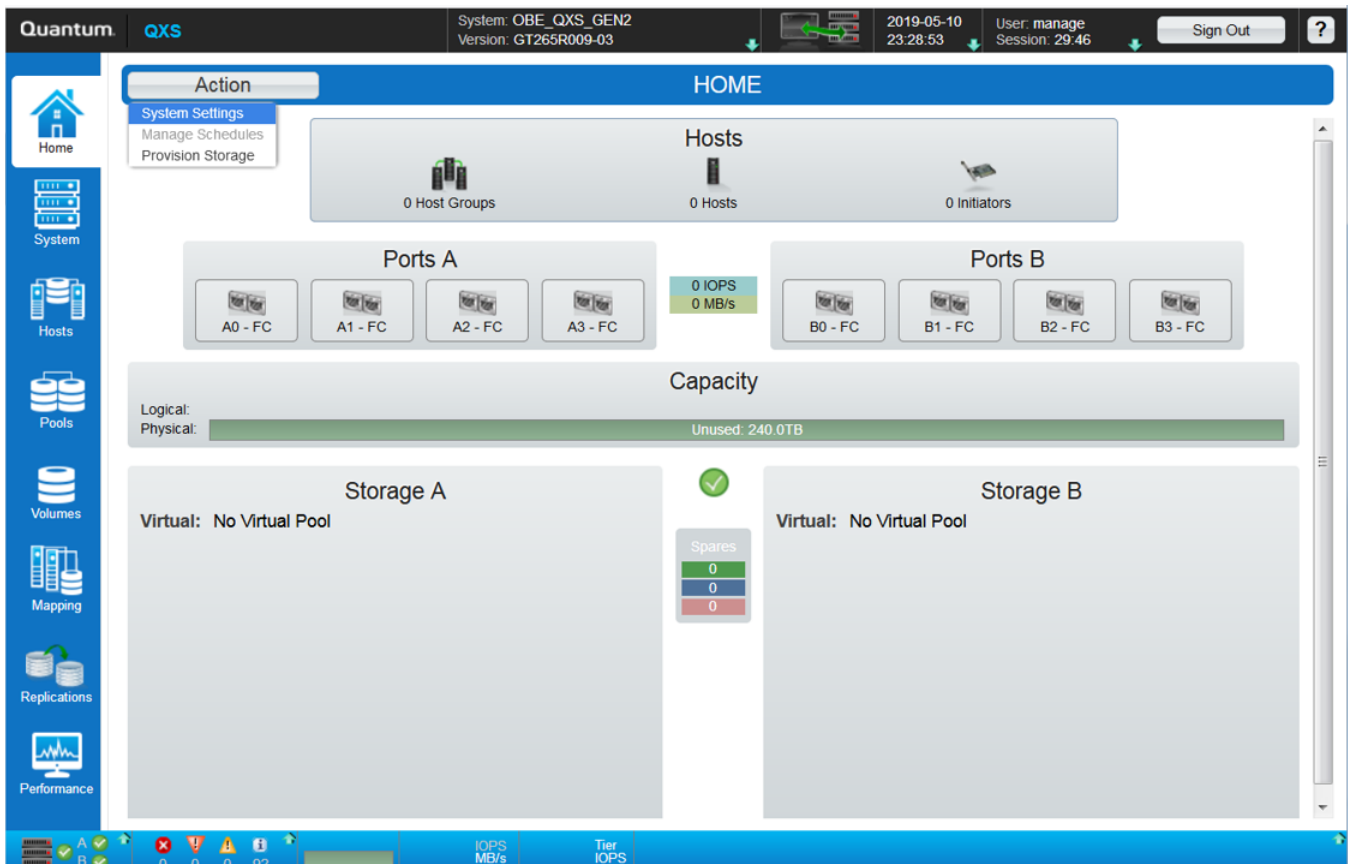 Quantum. QXS
System: OBE_QXS_GEN2
Version: GT265R009-03
2019-05-10
23:28:53
User: manage
Session: 29:46
Sign Out
?
Action
HOME
System Settings
Manage Schedules
Provision Storage
Home
System
Hosts
Pools
Volumes
Mapping
Replications
Performance
Hosts
0 Host Groups
0 Hosts
0 Initiators
Ports A
A0 - FC
A1 - FC
A2 - FC
A3 - FC
0 IOPS
0 MB/s
Ports B
B0 - FC
B1 - FC
B2 - FC
B3 - FC
Capacity
Logical:
Physical:
Unused: 240.0TB
Storage A
Virtual: No Virtual Pool
Spares
0
0
0
Storage B
Virtual: No Virtual Pool
A
B
0 0 0 92
IOPS
MB/s
Tier
IOPS